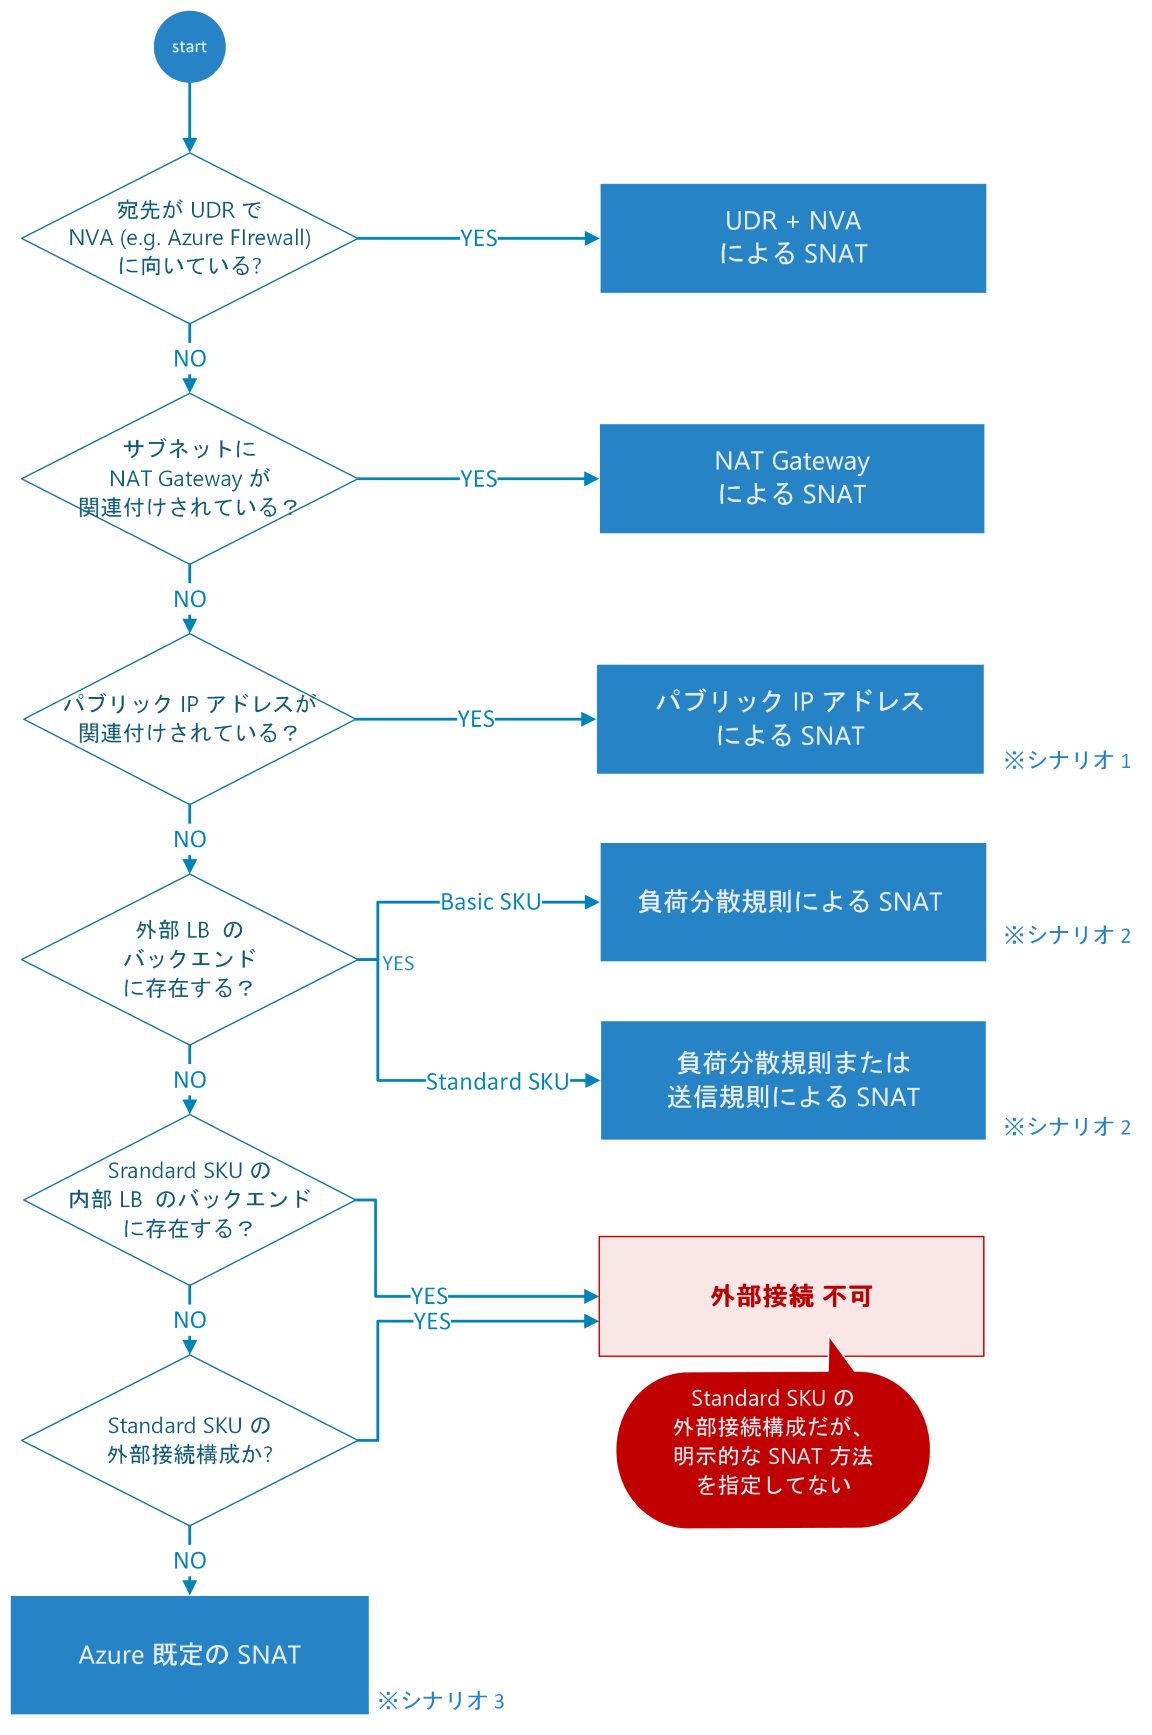 start
宛先が UDR で
NVA (e.g. Azure FIrewall)
に向いている?
YES
UDR + NVA
による SNAT
NO
サブネットに
NAT Gateway が
関連付けされている？
YES
NAT Gateway
による SNAT
NO
パブリック IP アドレスが
関連付けされている？
YES
パブリック IP アドレス
による SNAT
※シナリオ 1
NO
外部 LB の
バックエンド
に存在する？
YES
Basic SKU
負荷分散規則による SNAT
※シナリオ 2
Standard SKU
負荷分散規則または
送信規則による SNAT
※シナリオ 2
NO
Srandard SKU の
内部 LB のバックエンド
に存在する？
YES
外部接続 不可
NO
YES
Standard SKU の
外部接続構成か?
Standard SKU の
外部接続構成だが、
明示的な SNAT 方法
を指定してない
NO
Azure 既定の SNAT
※シナリオ 3